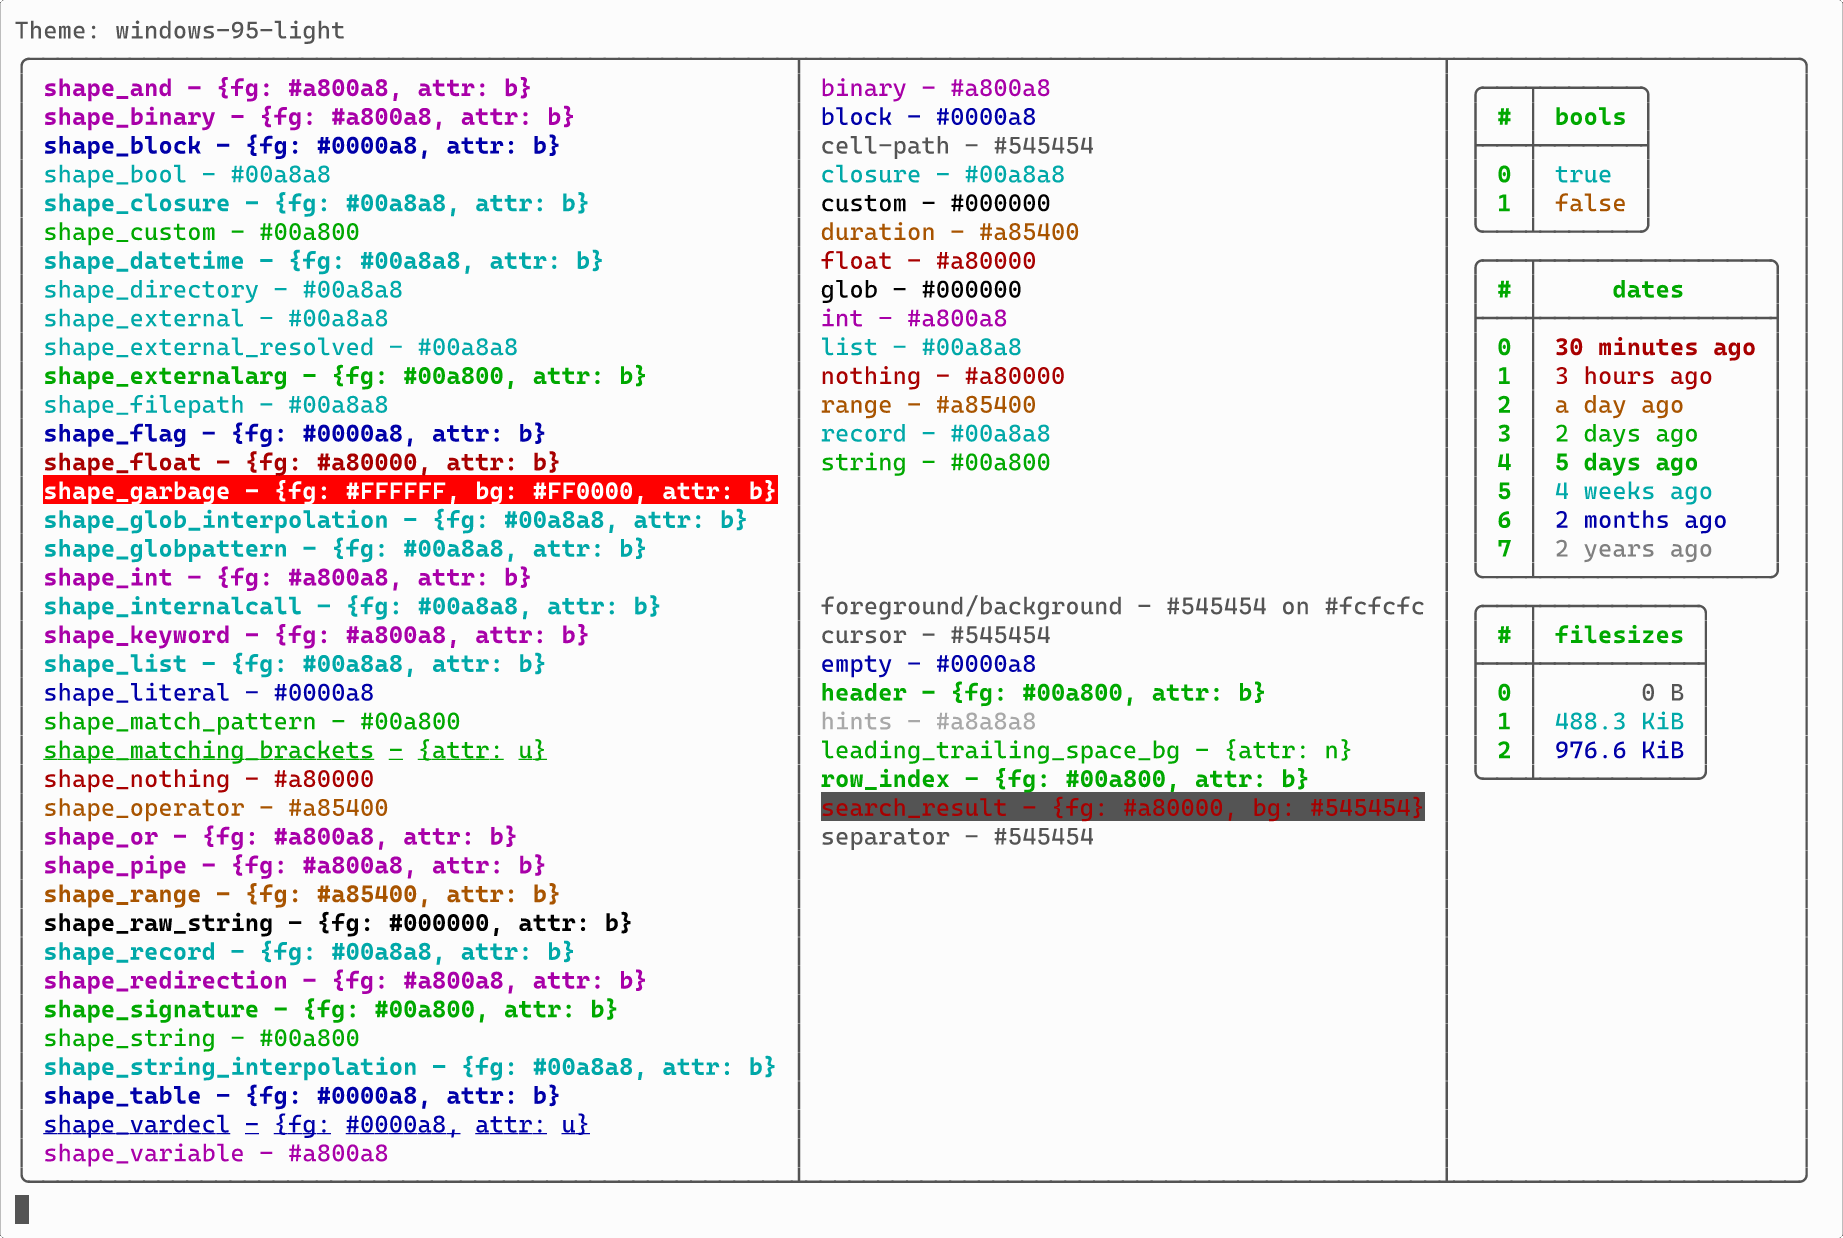 Theme: windows-95-light
shape_and - {fg: #a800a8, attr: b}
shape_binary - {fg: #a800a8, attr: b}
shape_block - {fg: #0000a8, attr: b}
shape_bool - #00a8a8
shape_closure - {fg: #00a8a8, attr: b}
shape_custom - #00a800
shape_datetime - {fg: #00a8a8, attr: b}
shape_directory - #00a8a8
shape_external - #00a8a8
shape_external_resolved - #00a8a8
shape_externalarg - {fg: #00a800, attr: b}
shape_filepath - #00a8a8
shape_flag - {fg: #0000a8, attr: b}
shape_float - {fg: #a80000, attr: b}
shape_garbage - {fg: #FFFFFF, bg: #FF0000, attr: b}
shape_glob_interpolation - {fg: #00a8a8, attr: b}
shape_globpattern - {fg: #00a8a8, attr: b}
shape_int - {fg: #a800a8, attr: b}
shape_internalcall - {fg: #00a8a8, attr: b}
shape_keyword - {fg: #a800a8, attr: b}
shape_list - {fg: #00a8a8, attr: b}
shape_literal - #0000a8
shape_match_pattern - #00a800
shape_matching_brackets - {attr: u}
shape_nothing - #a80000
shape_operator - #a85400
shape_or - {fg: #a800a8, attr: b}
shape_pipe - {fg: #a800a8, attr: b}
shape_range - {fg: #a85400, attr: b}
shape_raw_string - {fg: #000000, attr: b}
shape_record - {fg: #00a8a8, attr: b}
shape_redirection - {fg: #a800a8, attr: b}
shape_signature - {fg: #00a800, attr: b}
shape_string - #00a800
shape_string_interpolation - {fg: #00a8a8, attr: b}
shape_table - {fg: #0000a8, attr: b}
shape_vardecl - {fg: #0000a8, attr: u}
shape_variable - #a800a8
binary - #a800a8
block - #0000a8
cell-path - #545454
closure - #00a8a8
custom - #000000
duration - #a85400
float - #a80000
glob - #000000
int - #a800a8
list - #00a8a8
nothing - #a80000
range - #a85400
record - #00a8a8
string - #00a800
foreground/background - #545454 on #fcfcfc
cursor - #545454
empty - #0000a8
header - {fg: #00a800, attr: b}
hints - #a8a8a8
leading_trailing_space_bg - {attr: n}
row_index - {fg: #00a800, attr: b}
search_result - {fg: #a80000, bg: #545454}
separator - #545454
# bools
0 true
1 false
# dates
0 30 minutes ago
1 3 hours ago
2 a day ago
3 2 days ago
4 5 days ago
5 4 weeks ago
6 2 months ago
7 2 years ago
# filesizes
0 0 B
1 488.3 KiB
2 976.6 KiB